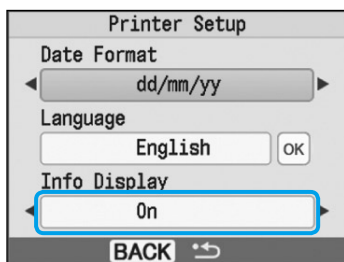 Printer Setup
Date Format
dd/mm/yy
Language
English OK
Info Display
On
BACK